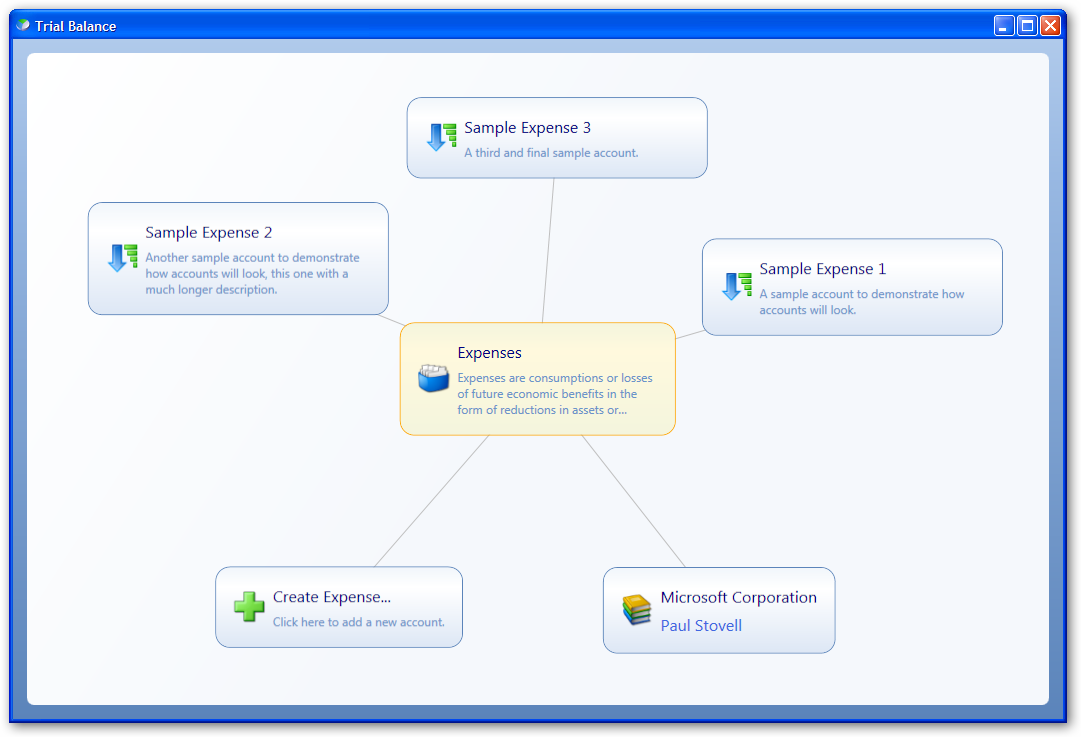 Trial Balance
Sample Expense 3
A third and final sample account.
Sample Expense 2
Another sample account to demonstrate
how accounts will look, this one with a
much longer description.
Sample Expense 1
A sample account to demonstrate how
accounts will look.
Expenses
Expenses are consumptions or losses
of future economic benefits in the
form of reductions in assets or...
Create Expense...
Click here to add a new account.
Microsoft Corporation
Paul Stovell